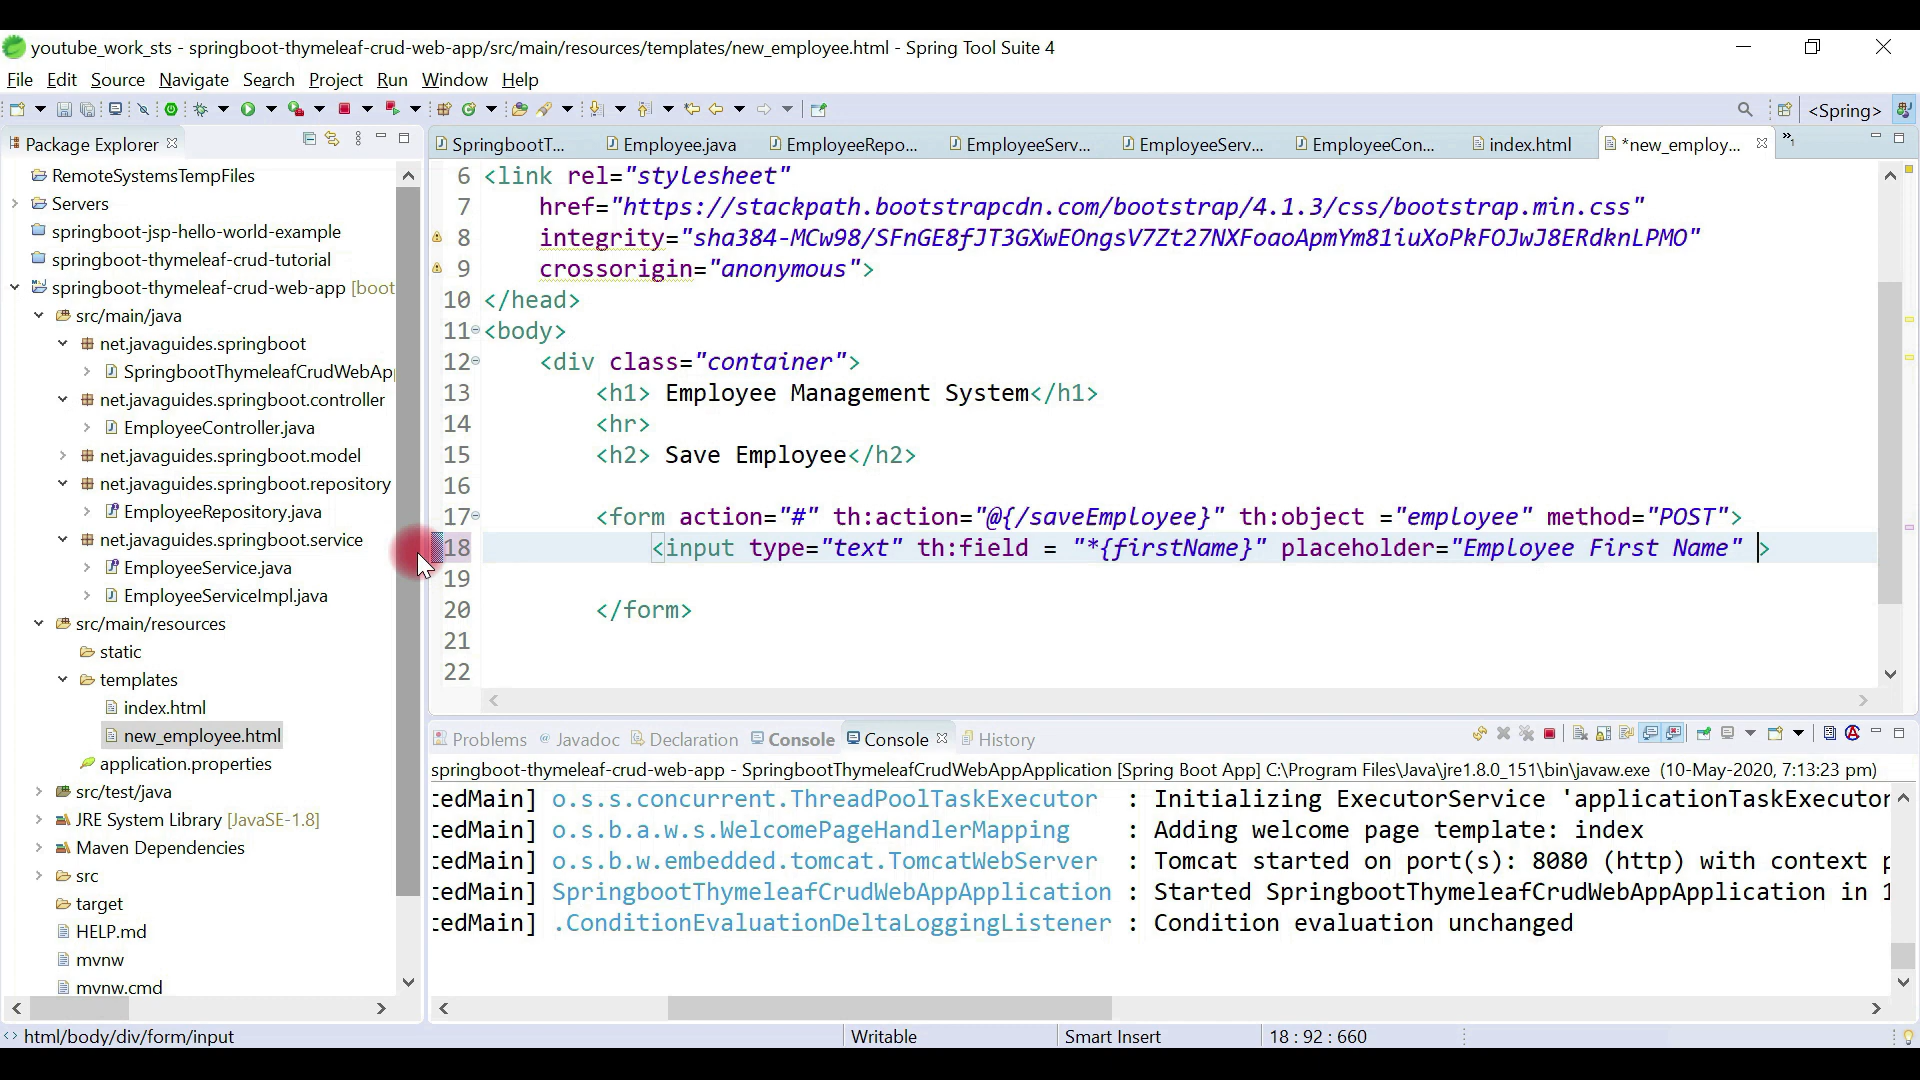 youtube_work_sts - springboot-thymeleaf-crud-web-app/src/main/resources/templates/new_employee.html - Spring Tool Suite 4
File Edit Source Navigate Search Project Run Window Help
<Spring>
Package Explorer
SpringbootT... Employee.java EmployeeRepo... EmployeeServ... EmployeeServ... EmployeeCon... index.html *new_employ... »1
RemoteSystemsTempFiles
Servers
springboot-jsp-hello-world-example
springboot-thymeleaf-crud-tutorial
springboot-thymeleaf-crud-web-app [boot
src/main/java
net.javaguides.springboot
SpringbootThymeleafCrudWebAp
net.javaguides.springboot.controller
EmployeeController.java
net.javaguides.springboot.model
net.javaguides.springboot.repository
EmployeeRepository.java
net.javaguides.springboot.service
EmployeeService.java
EmployeeServiceImpl.java
src/main/resources
static
templates
index.html
new_employee.html
application.properties
src/test/java
JRE System Library [JavaSE-1.8]
Maven Dependencies
src
target
HELP.md
mvnw
mvnw.cmd
6 <link rel="stylesheet"
7 href="https://stackpath.bootstrapcdn.com/bootstrap/4.1.3/css/bootstrap.min.css"
8 integrity="sha384-MCw98/SFnGE8fJT3GXwEOngsV7Zt27NXFoaoApmYm81iuXoPkFOJwJ8ERdknLPMO"
9 crossorigin="anonymous">
10 </head>
11 <body>
12 <div class="container">
13 <h1> Employee Management System</h1>
14 <hr>
15 <h2> Save Employee</h2>
16
17 <form action="#" th:action="@{/saveEmployee}" th:object ="employee" method="POST">
18 <input type="text" th:field = "*{firstName}" placeholder="Employee First Name" >
19
20 </form>
21
22
Problems Javadoc Declaration Console Console History
springboot-thymeleaf-crud-web-app - SpringbootThymeleafCrudWebAppApplication [Spring Boot App] C:\Program Files\Java\jre1.8.0_151\bin\javaw.exe (10-May-2020, 7:13:23 pm)
tedMain] o.s.s.concurrent.ThreadPoolTaskExecutor : Initializing ExecutorService 'applicationTaskExecutor
tedMain] o.s.b.a.w.s.WelcomePageHandlerMapping : Adding welcome page template: index
tedMain] o.s.b.w.embedded.tomcat.TomcatWebServer : Tomcat started on port(s): 8080 (http) with context p
tedMain] SpringbootThymeleafCrudWebAppApplication : Started SpringbootThymeleafCrudWebAppApplication in 1
tedMain] .ConditionEvaluationDeltaLoggingListener : Condition evaluation unchanged
html/body/div/form/input
Writable
Smart Insert
18 : 92 : 660